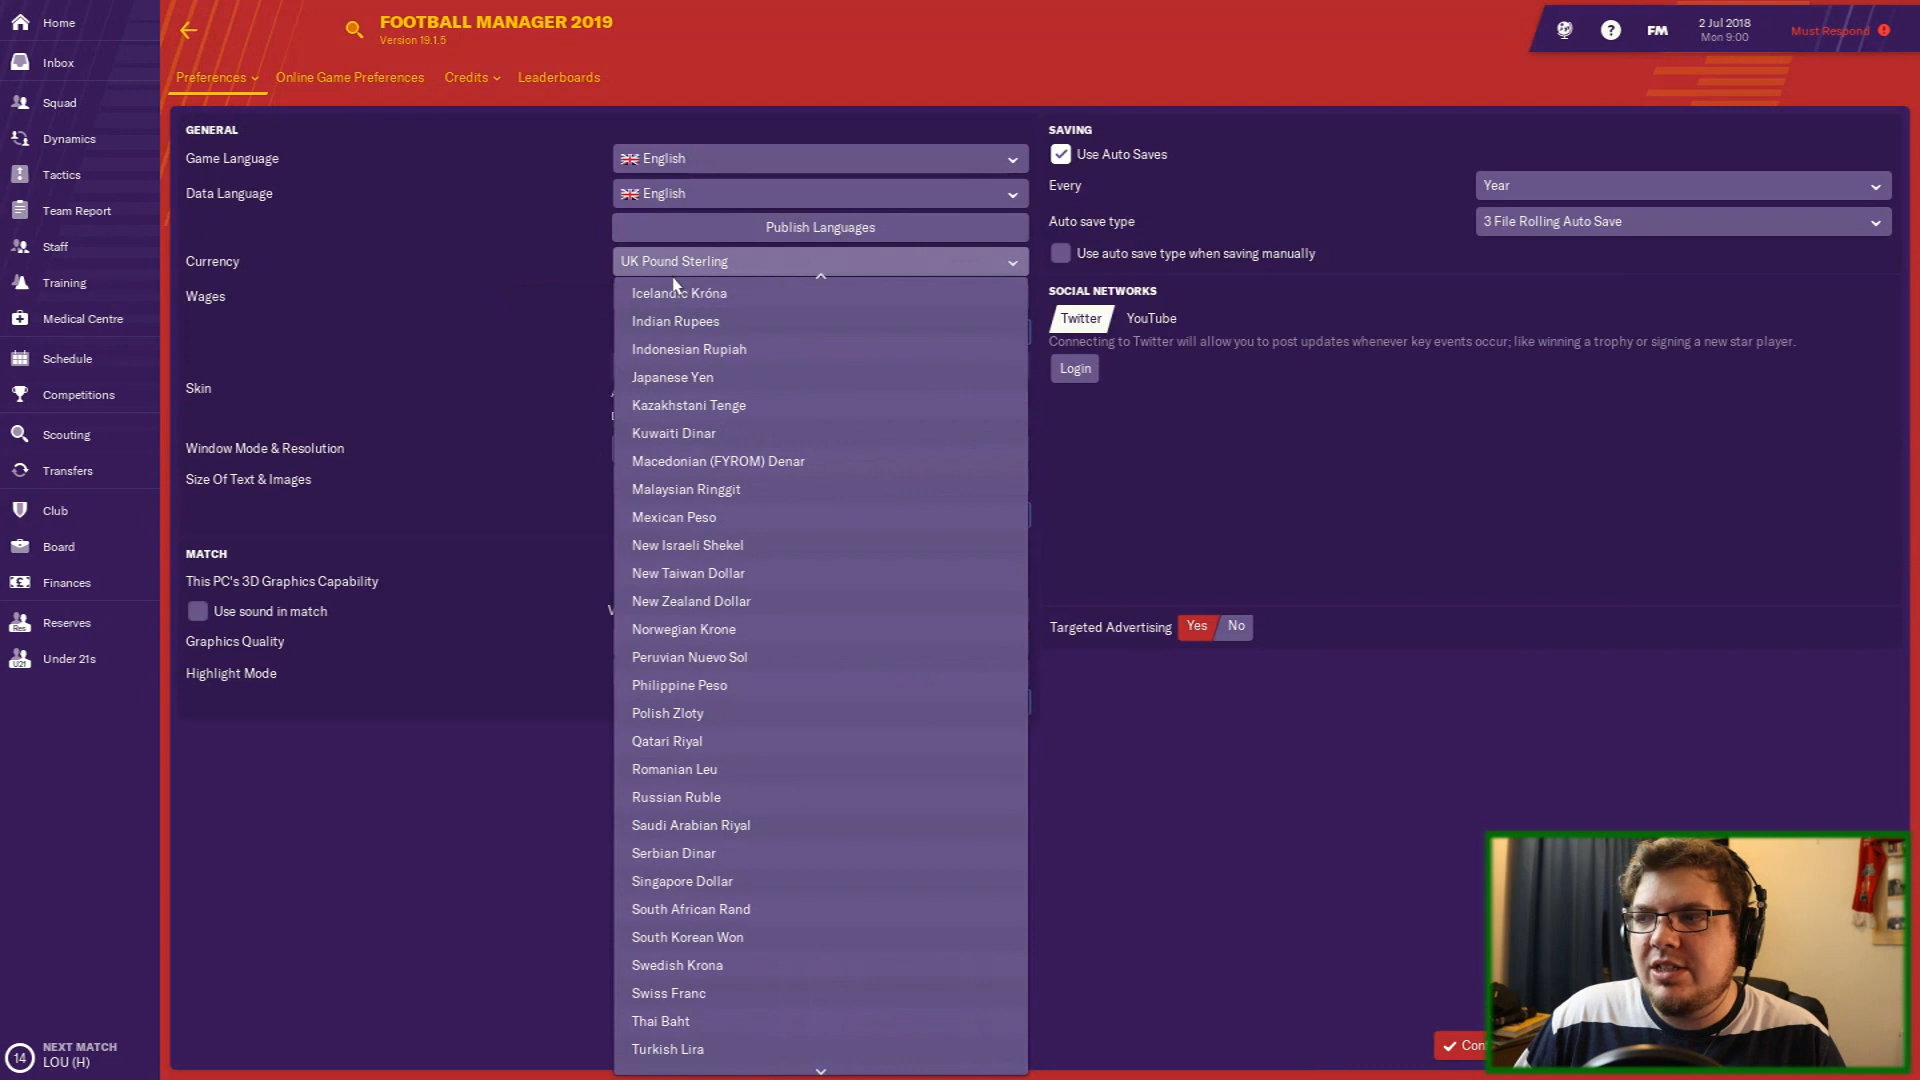 Home
Inbox
Squad
Dynamics
Tactics
Team Report
Staff
Training
Medical Centre
Schedule
Competitions
Scouting
Transfers
Club
Board
Finances
Res
Reserves
U21
Under 21s
14
NEXT MATCH
LOU (H)
FOOTBALL MANAGER 2019
Version 19.1.5
?
FM
2 Jul 2018
Mon 9:00
Must Respond
Preferences
Online Game Preferences
Credits
Leaderboards
GENERAL
Game Language
English
Data Language
English
Publish Languages
Currency
UK Pound Sterling
Wages
Skin
Window Mode & Resolution
Size Of Text & Images
MATCH
This PC's 3D Graphics Capability
Use sound in match
Graphics Quality
Highlight Mode
Icelandic Króna
Indian Rupees
Indonesian Rupiah
Japanese Yen
Kazakhstani Tenge
Kuwaiti Dinar
Macedonian (FYROM) Denar
Malaysian Ringgit
Mexican Peso
New Israeli Shekel
New Taiwan Dollar
New Zealand Dollar
Norwegian Krone
Peruvian Nuevo Sol
Philippine Peso
Polish Zloty
Qatari Riyal
Romanian Leu
Russian Ruble
Saudi Arabian Riyal
Serbian Dinar
Singapore Dollar
South African Rand
South Korean Won
Swedish Krona
Swiss Franc
Thai Baht
Turkish Lira
SAVING
Use Auto Saves
Every
Year
Auto save type
3 File Rolling Auto Save
Use auto save type when saving manually
SOCIAL NETWORKS
Twitter
YouTube
Connecting to Twitter will allow you to post updates whenever key events occur; like winning a trophy or signing a new star player.
Login
Targeted Advertising
Yes
No